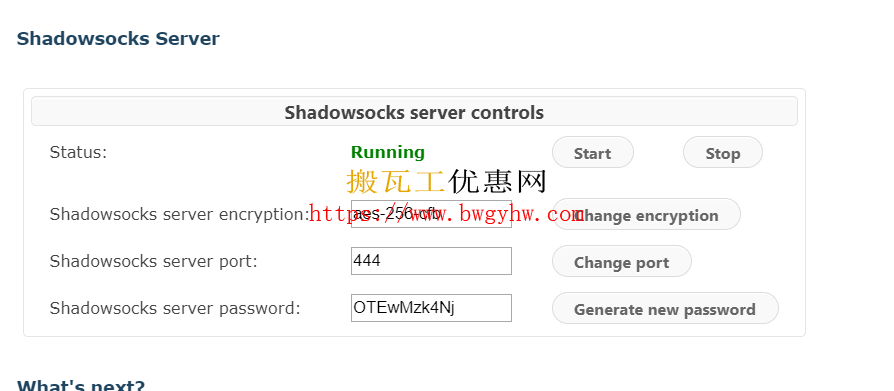 Shadowsocks Server
Shadowsocks server controls
Status: Running Start Stop
搬瓦工优惠网
https://www.bwgyhw.com
Shadowsocks server encryption: aes-256-cfb Change encryption
Shadowsocks server port: 444 Change port
Shadowsocks server password: OTEwMzk4Nj Generate new password
What's next?